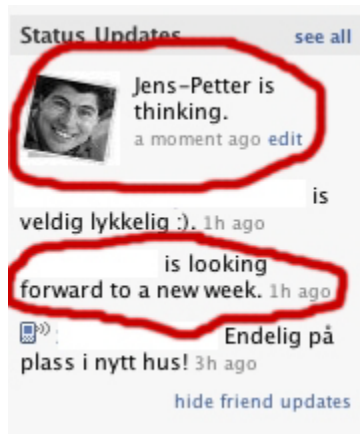 Status Updates see all
Jens-Petter is
thinking.
a moment ago edit
is
veldig lykkelig :). 1h ago
is looking
forward to a new week. 1h ago
Endelig på
plass i nytt hus! 3h ago
hide friend updates